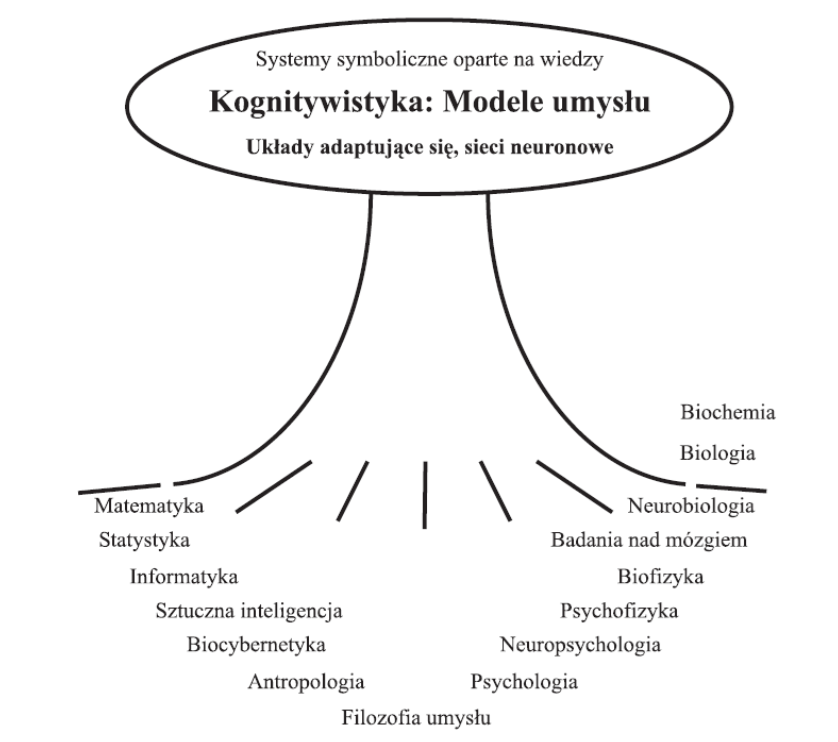 Systemy symboliczne oparte na wiedzy
Kognitywistyka: Modele umysłu
Układy adaptujące się, sieci neuronowe
Biochemia
Biologia
Matematyka
Neurobiologia
Statystyka
Badania nad mózgiem
Informatyka
Biofizyka
Sztuczna inteligencja
Psychofizyka
Biocybernetyka
Neuropsychologia
Antropologia
Psychologia
Filozofia umysłu